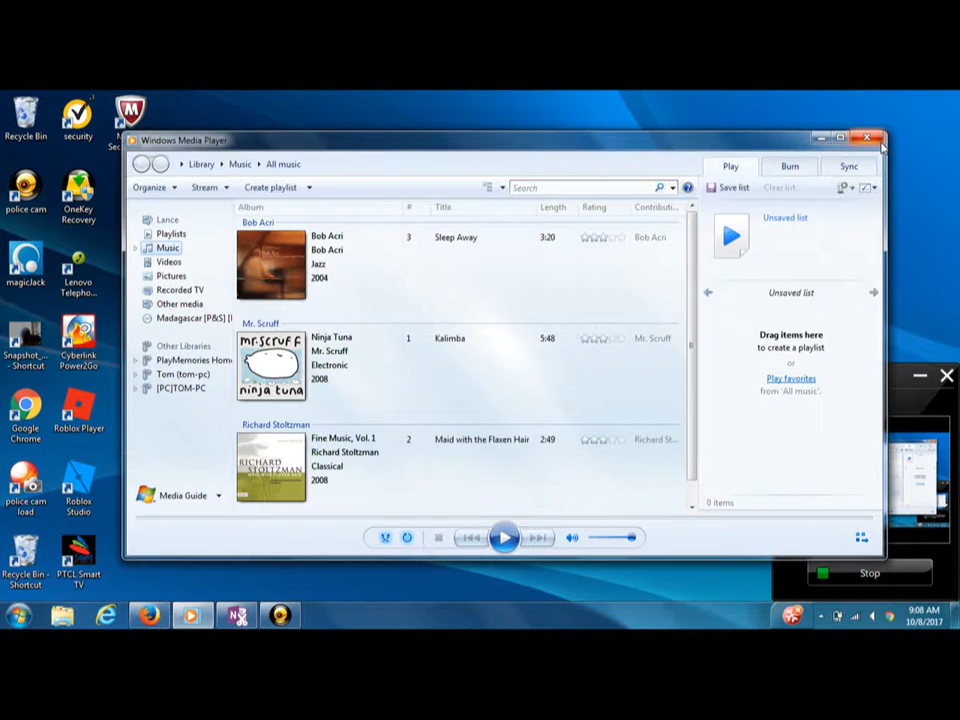 Recycle Bin
security
Windows Media Player
Library
Music
All music
Play
Burn
Sync
Organize
Stream
Create playlist
Search
Save list
Clear list
police cam
OneKey
Recovery
Album
#
Title
Length
Rating
Contributi...
Lance
Playlists
Music
Videos
Pictures
Recorded TV
Other media
Madagascar [P&S] [
Other Libraries
PlayMemories Hom
Tom (tom-pc)
[PC]TOM-PC
Bob Acri
Bob Acri
Bob Acri
Jazz
2004
3
Sleep Away
3:20
Bob Acri
Mr. Scruff
MR.SCRUFF
ninja tuna
Ninja Tuna
Mr. Scruff
Electronic
2008
1
Kalimba
5:48
Mr. Scruff
Richard Stoltzman
RICHARD
STOLTZMAN
Fine Music, Vol. 1
Richard Stoltzman
Classical
2008
2
Maid with the Flaxen Hair
2:49
Richard St...
Unsaved list
Unsaved list
Drag items here
to create a playlist
or
Play favorites
from 'All music'.
0 items
magicJack
Lenovo
Telepho...
Snapshot_...
- Shortcut
Cyberlink
Power2Go
Google
Chrome
Roblox Player
police cam
load
Roblox
Studio
Recycle Bin -
Shortcut
PTCL Smart
TV
Media Guide
Stop
9:08 AM
10/8/2017